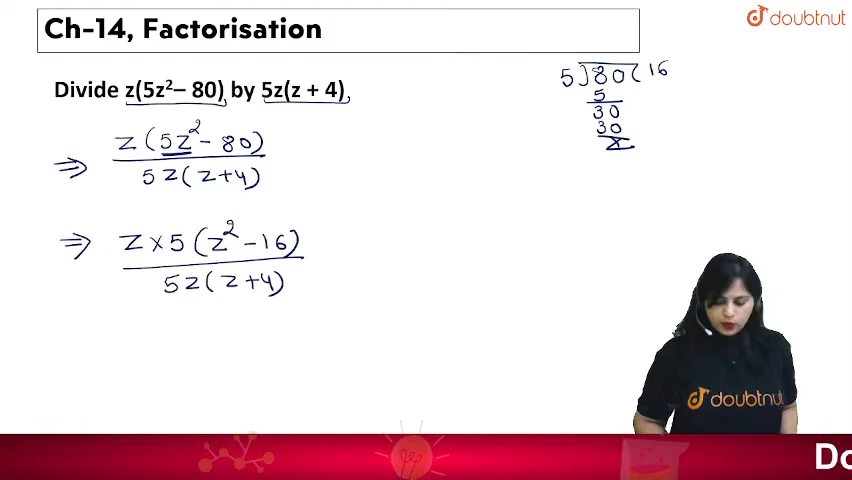 doubtnut
Ch-14, Factorisation
Divide z(5z²– 80) by 5z(z + 4)
5)80(16
5
30
30
x
⇒ z(5z² - 80)
5z(z+4)
⇒ z×5(z² -16)
5z(z+4)
doubtnut
Do